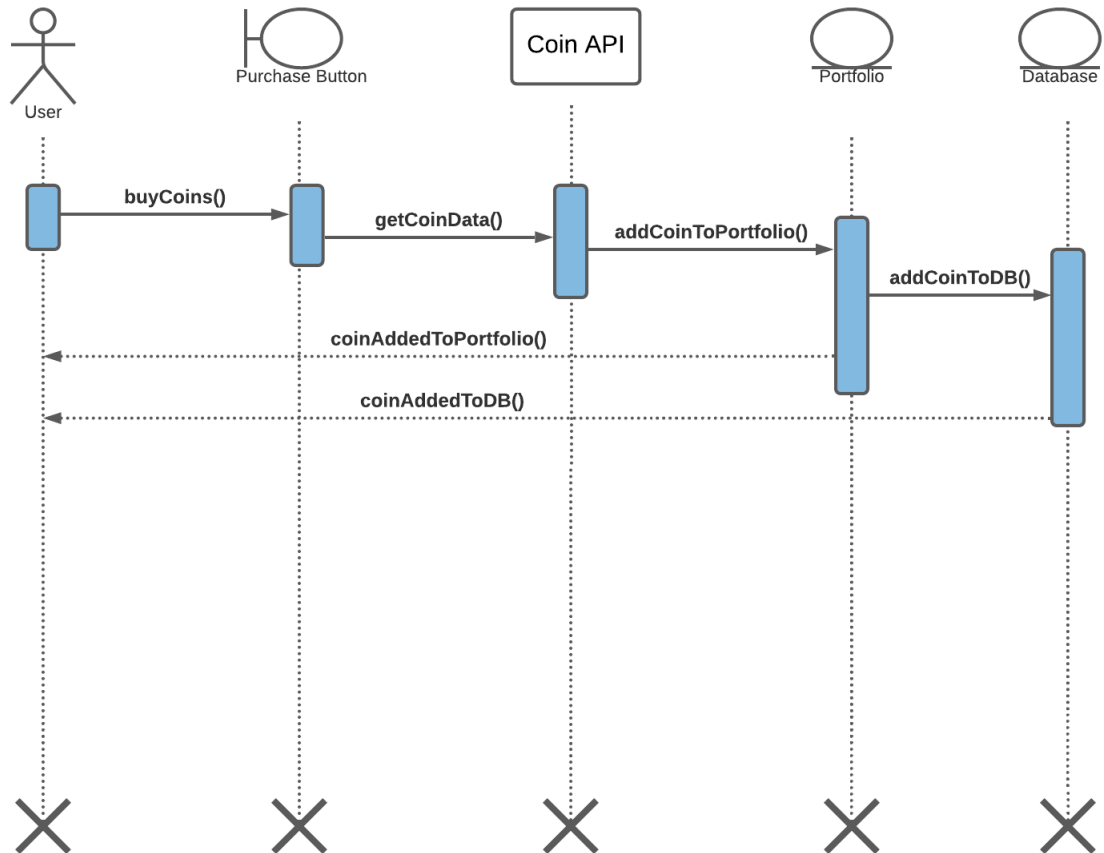 User
Purchase Button
Coin API
Portfolio
Database
buyCoins()
getCoinData()
addCoinToPortfolio()
addCoinToDB()
coinAddedToPortfolio()
coinAddedToDB()